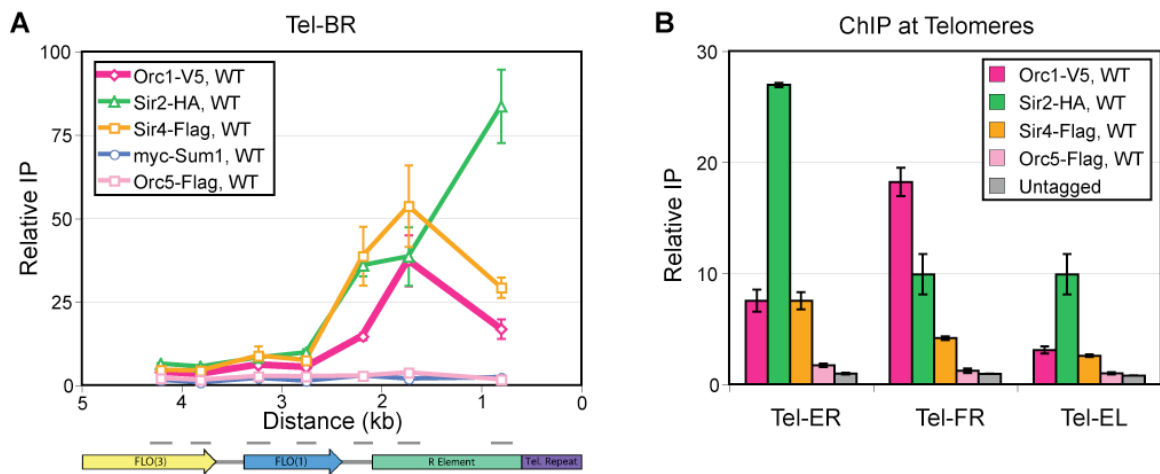 A
Tel-BR
100
75
50
25
0
Relative IP
Orc1-V5, WT
Sir2-HA, WT
Sir4-Flag, WT
myc-Sum1, WT
Orc5-Flag, WT
5 4 3 2 1 0
Distance (kb)
FLO(3) FLO(1) R Element Tel. Repeat
B
ChIP at Telomeres
30
20
10
0
Relative IP
Orc1-V5, WT
Sir2-HA, WT
Sir4-Flag, WT
Orc5-Flag, WT
Untagged
Tel-ER Tel-FR Tel-EL